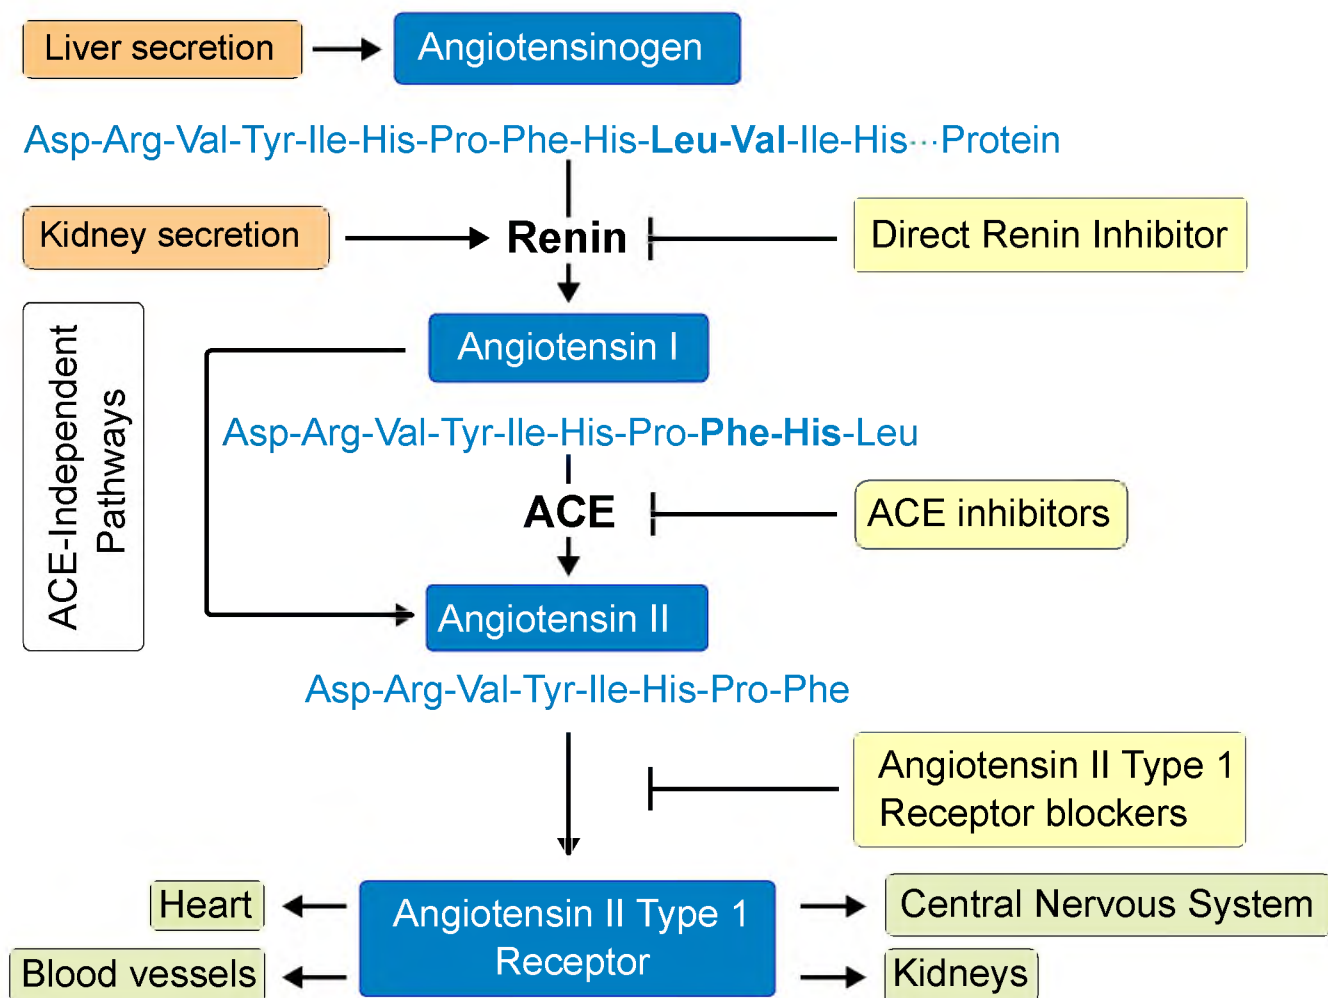 Liver secretion
Angiotensinogen
Asp-Arg-Val-Tyr-Ile-His-Pro-Phe-His-Leu-Val-Ile-His···Protein
Kidney secretion
Renin
Direct Renin Inhibitor
ACE-Independent
Pathways
Angiotensin I
Asp-Arg-Val-Tyr-Ile-His-Pro-Phe-His-Leu
ACE
ACE inhibitors
Angiotensin II
Asp-Arg-Val-Tyr-Ile-His-Pro-Phe
Angiotensin II Type 1
Receptor blockers
Heart
Angiotensin II Type 1
Receptor
Central Nervous System
Blood vessels
Kidneys